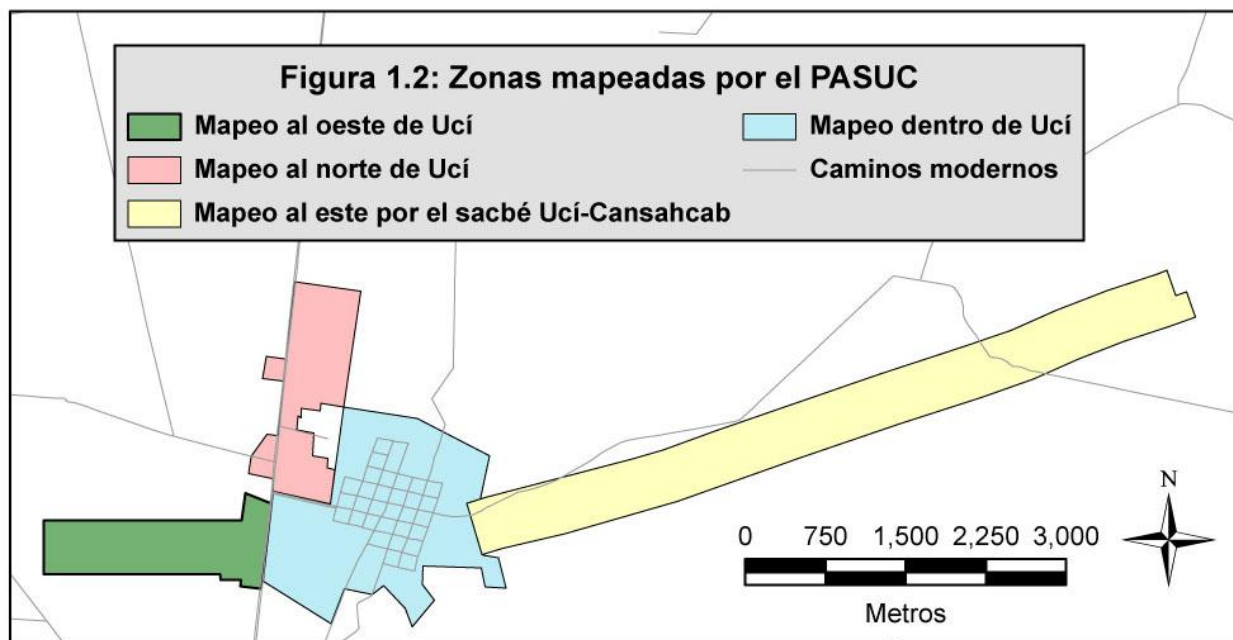 Figura 1.2: Zonas mapeadas por el PASUC
Mapeo al oeste de Ucí
Mapeo al norte de Ucí
Mapeo al este por el sacbé Ucí-Cansahcab
Mapeo dentro de Ucí
Caminos modernos
N
0 750 1,500 2,250 3,000
Metros